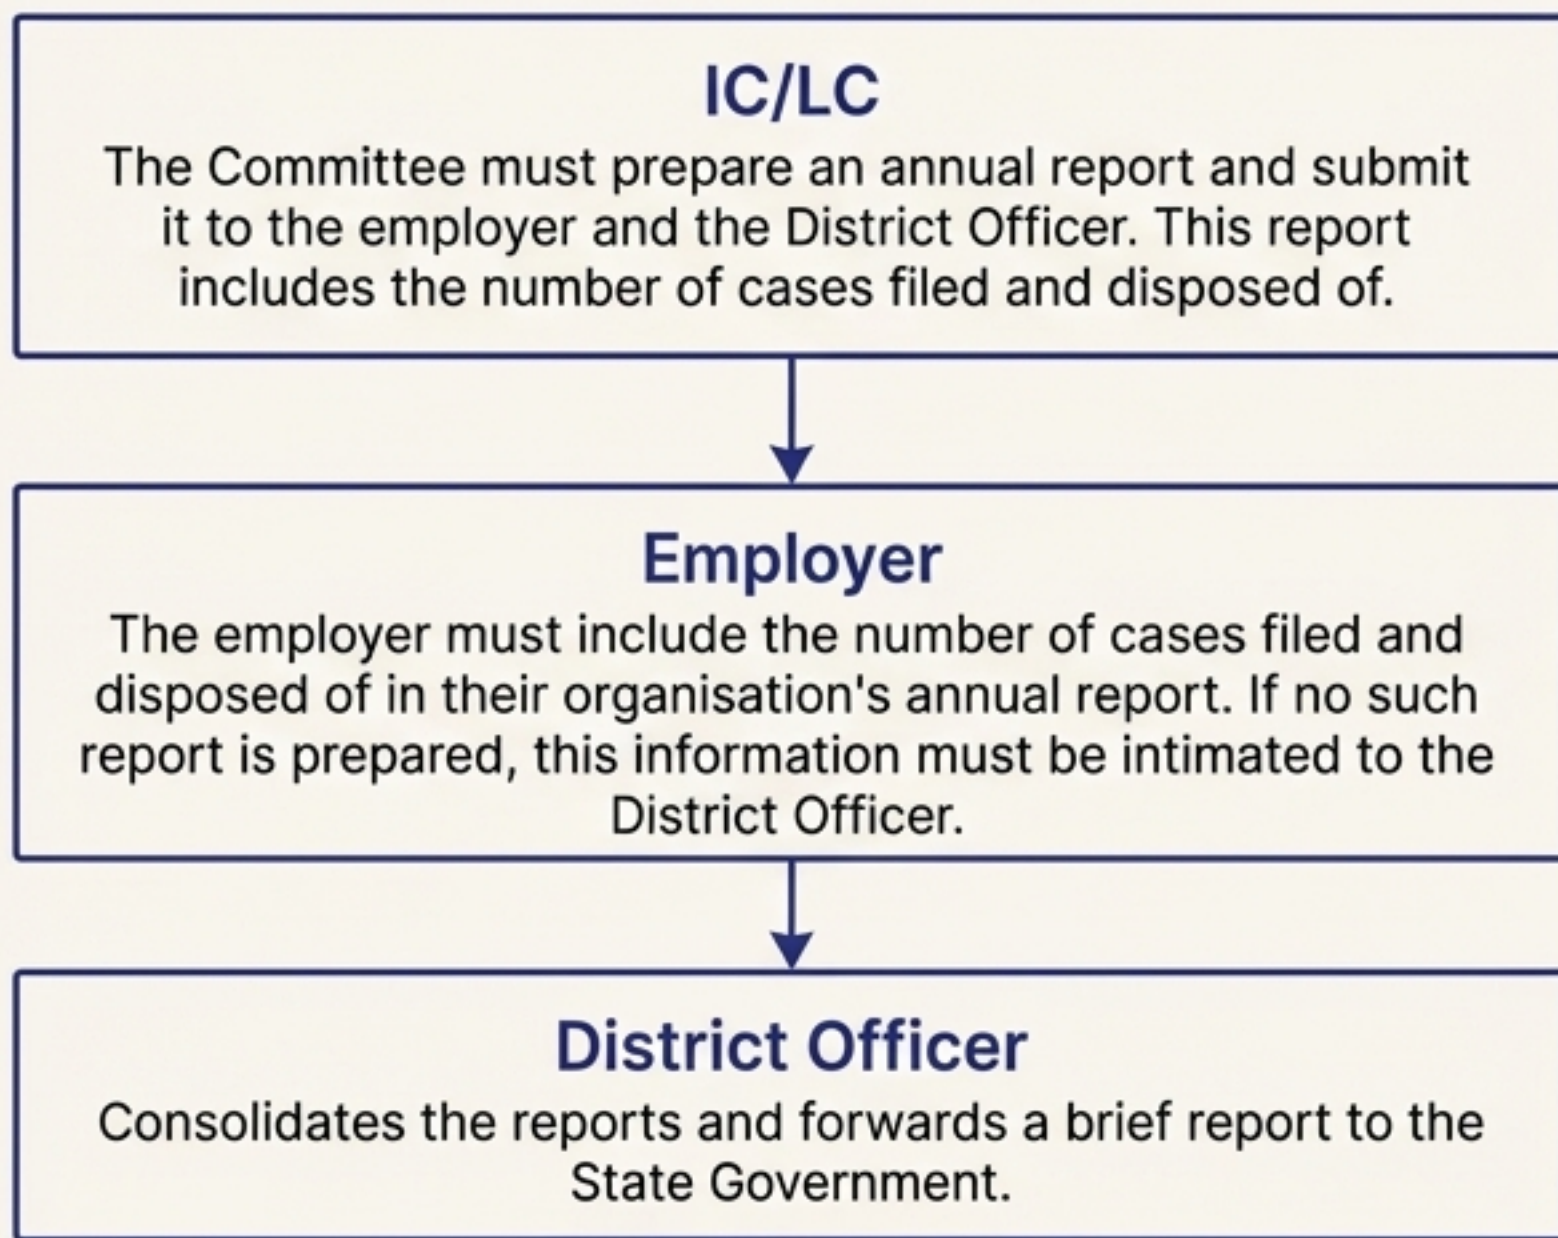 IC/LC
The Committee must prepare an annual report and submit
it to the employer and the District Officer. This report
includes the number of cases filed and disposed of.
Employer
The employer must include the number of cases filed and
disposed of in their organisation's annual report. If no such
report is prepared, this information must be intimated to the
District Officer.
District Officer
Consolidates the reports and forwards a brief report to the
State Government.